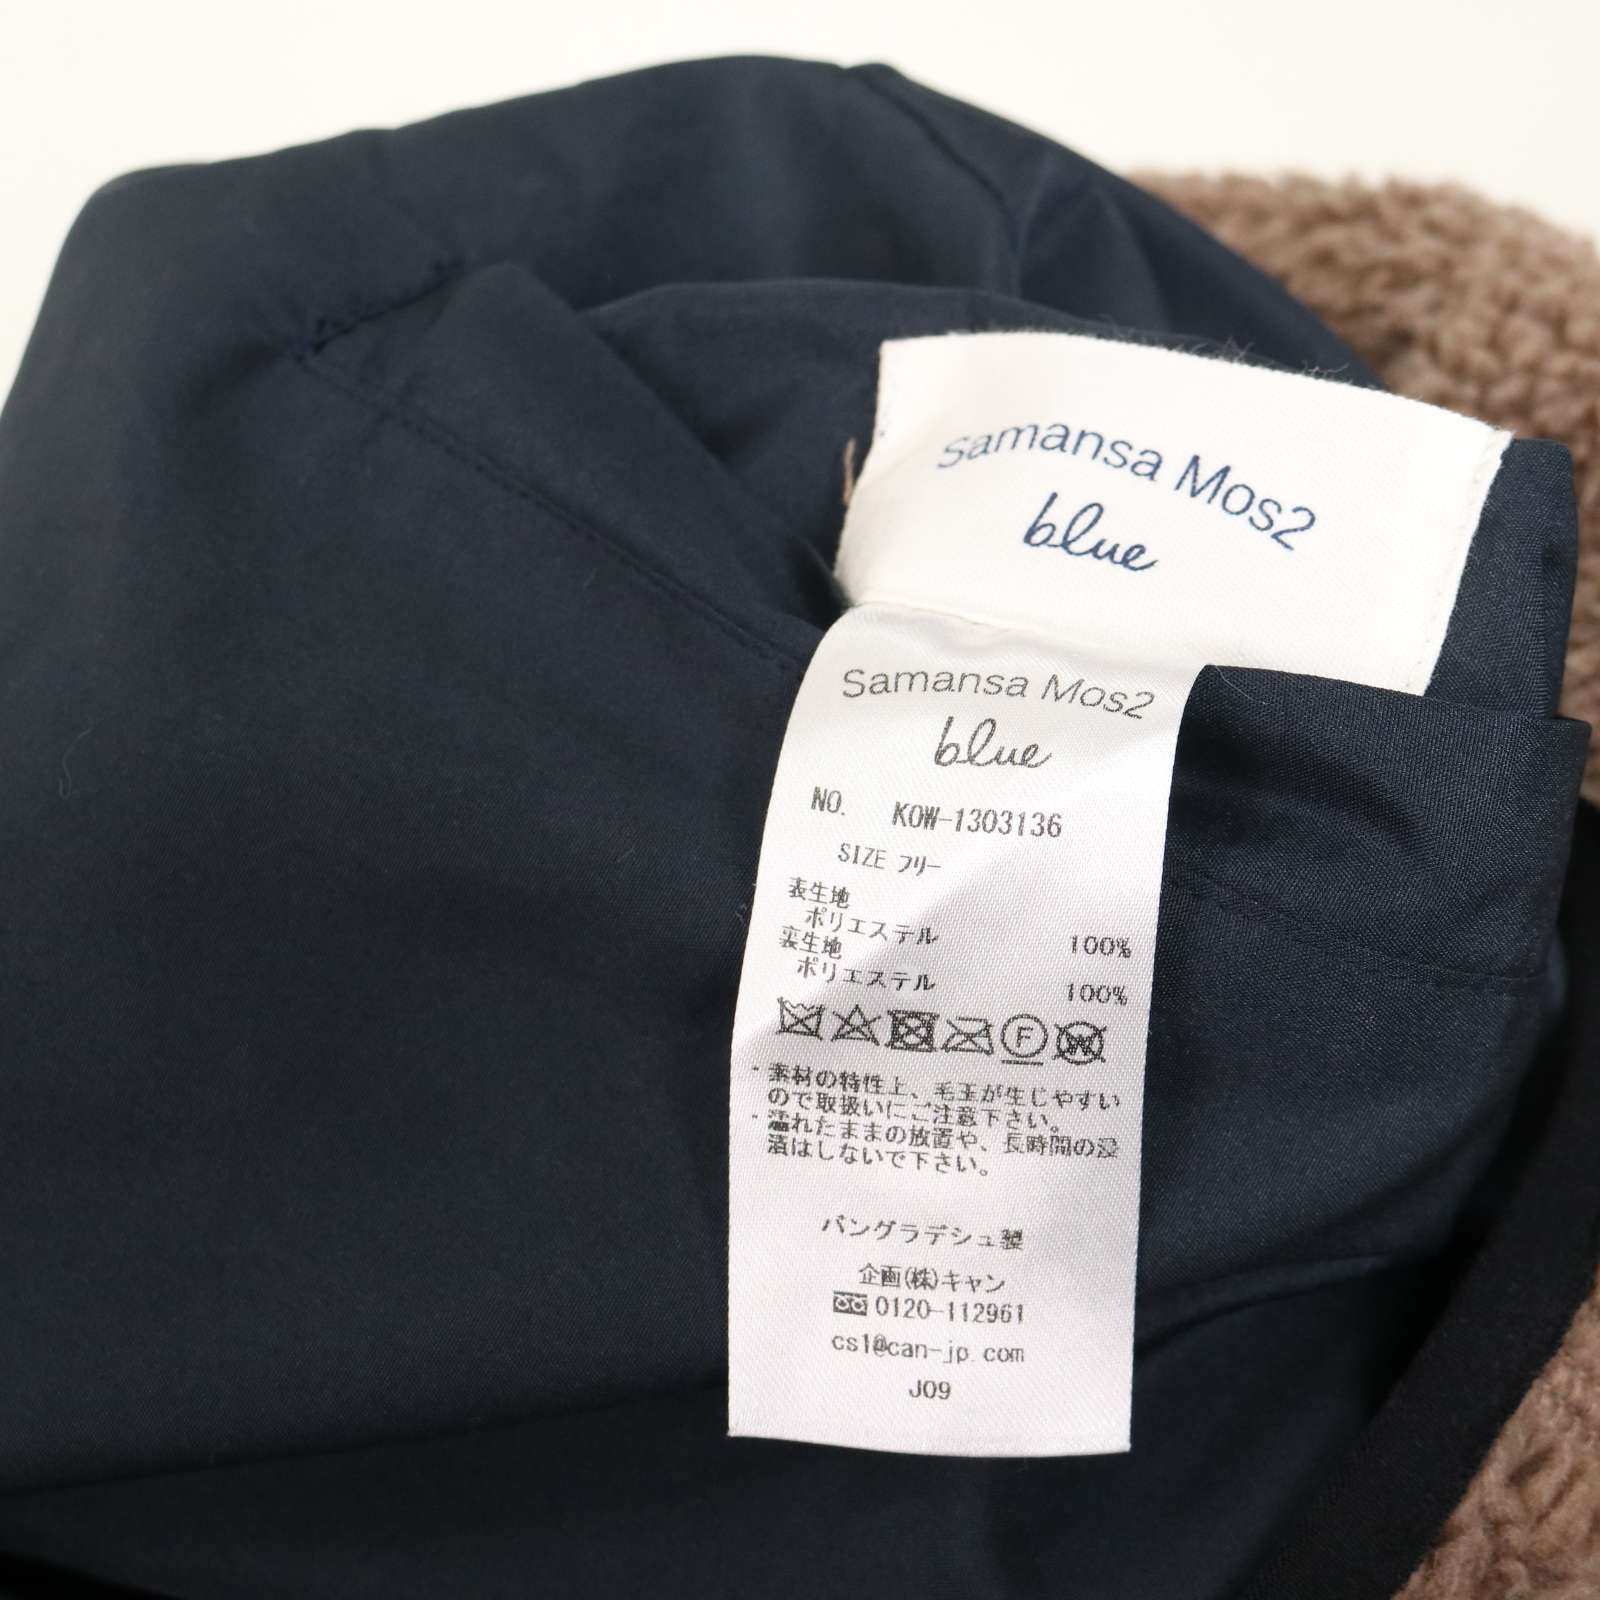 Samansa Mos2
blue
Samansa Mos2
blue
NO. KOW-1303136
SIZE フリー
表生地
ポリエステル 100%
裏生地
ポリエステル 100%
F
W
・素材の特性上、毛玉が生じやすい
ので取扱いにご注意下さい。
・濡れたままの放置や、長時間の浸
漬はしないで下さい。
バングラデシュ製
企画(株)キャン
0120-112961
cs1@can-jp.com
J09